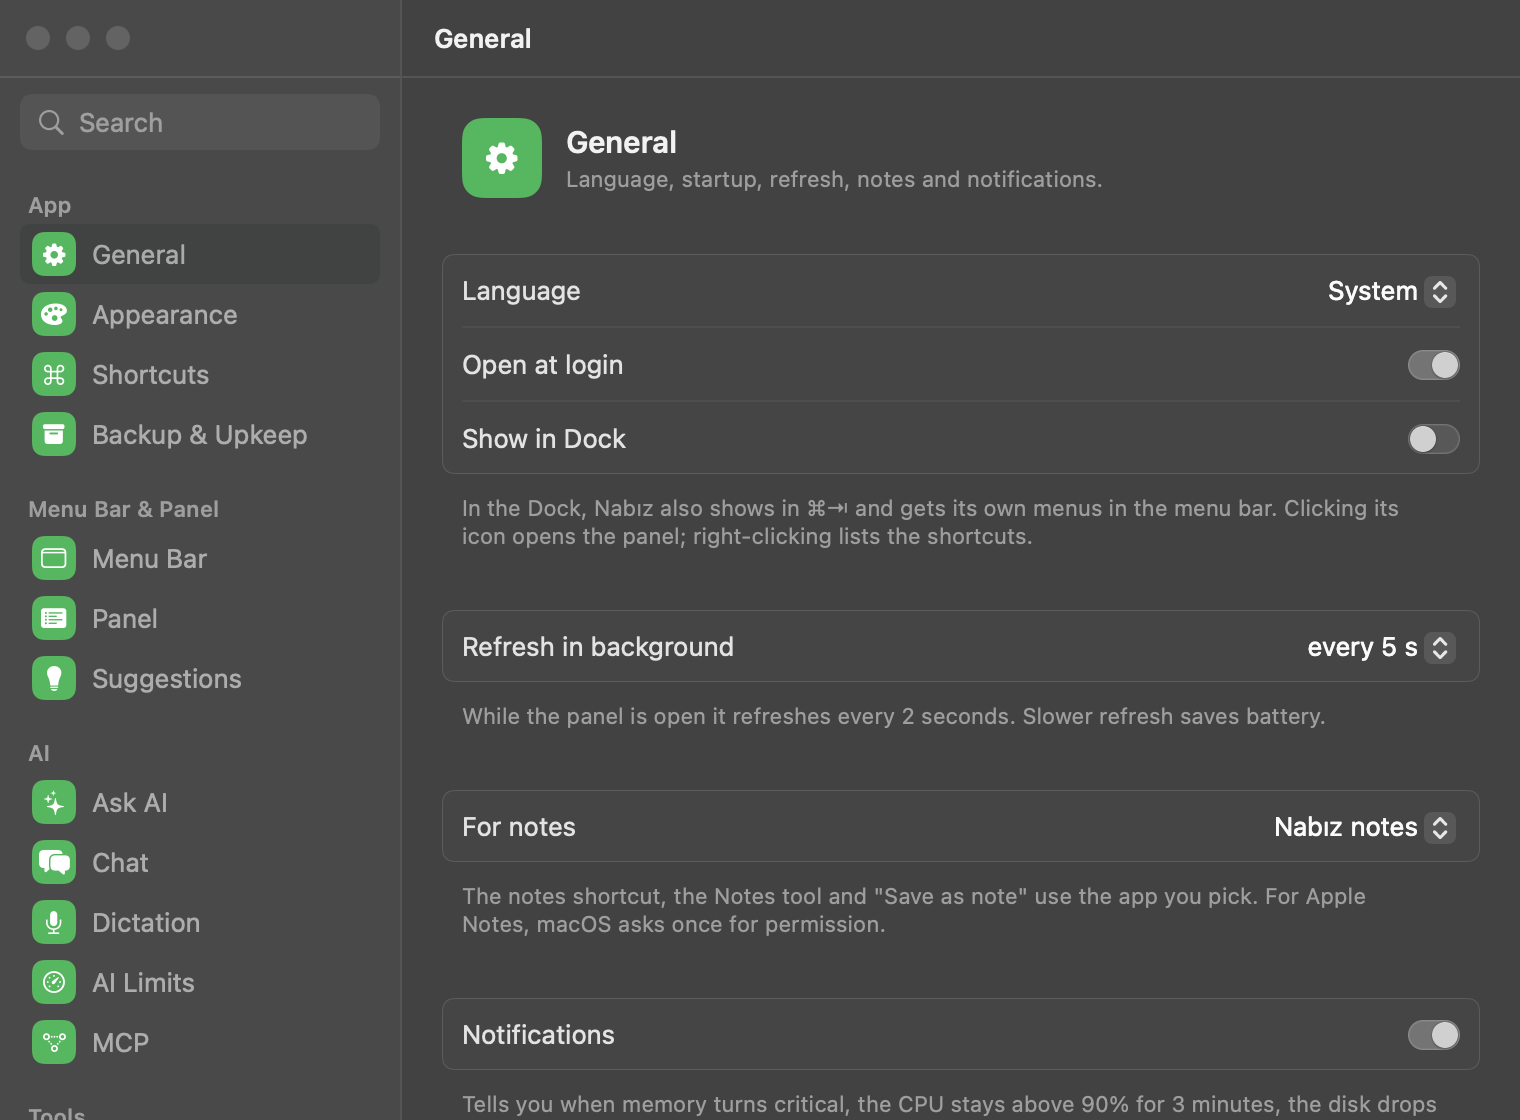 General
Search
App
General
Appearance
Shortcuts
Backup & Upkeep
Menu Bar & Panel
Menu Bar
Panel
Suggestions
AI
Ask AI
Chat
Dictation
AI Limits
MCP
Tools
General
Language, startup, refresh, notes and notifications.
Language
System
Open at login
Show in Dock
In the Dock, Nabız also shows in ⌘⇥ and gets its own menus in the menu bar. Clicking its
icon opens the panel; right-clicking lists the shortcuts.
Refresh in background
every 5 s
While the panel is open it refreshes every 2 seconds. Slower refresh saves battery.
For notes
Nabız notes
The notes shortcut, the Notes tool and "Save as note" use the app you pick. For Apple
Notes, macOS asks once for permission.
Notifications
Tells you when memory turns critical, the CPU stays above 90% for 3 minutes, the disk drops